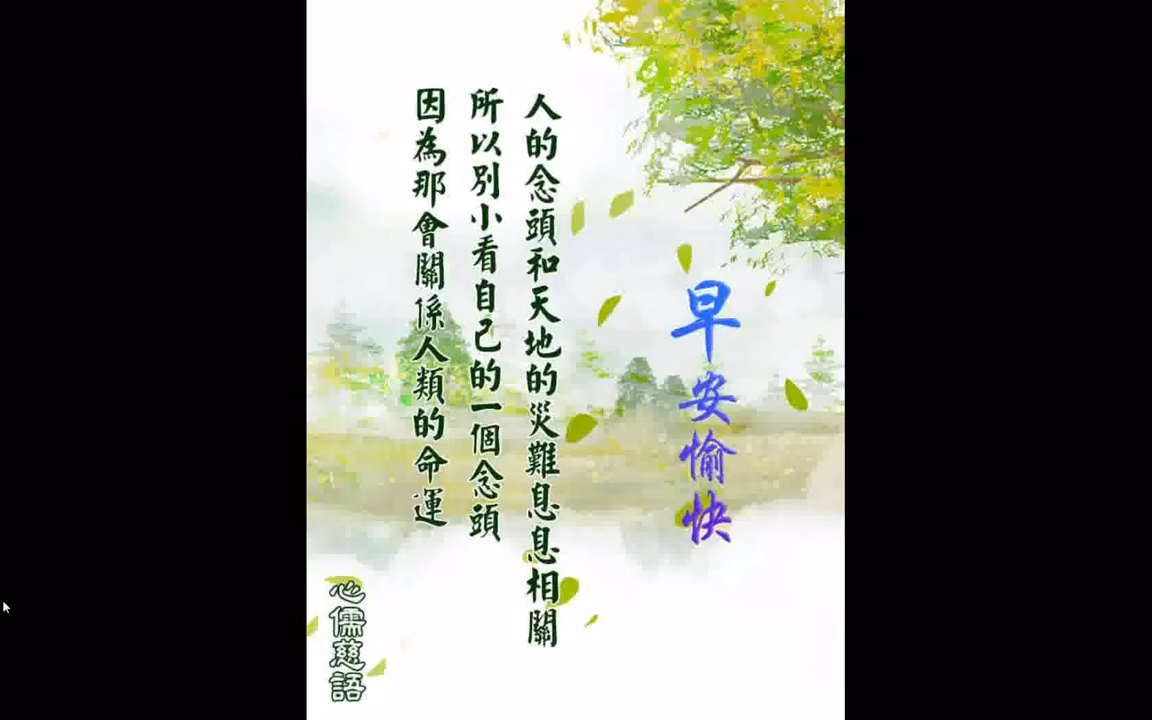 早安愉快
人的念頭和天地的災難息息相關
所以別小看自己的一個念頭
因為那會關係人類的命運
心儒慈語